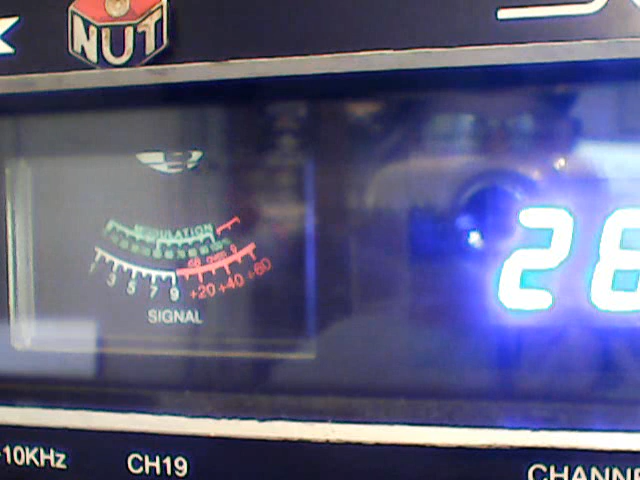 NUT
MODULATION
1 3 5 7 9 +20 +40 +60
SIGNAL
28
10KHz CH19 CHANNE